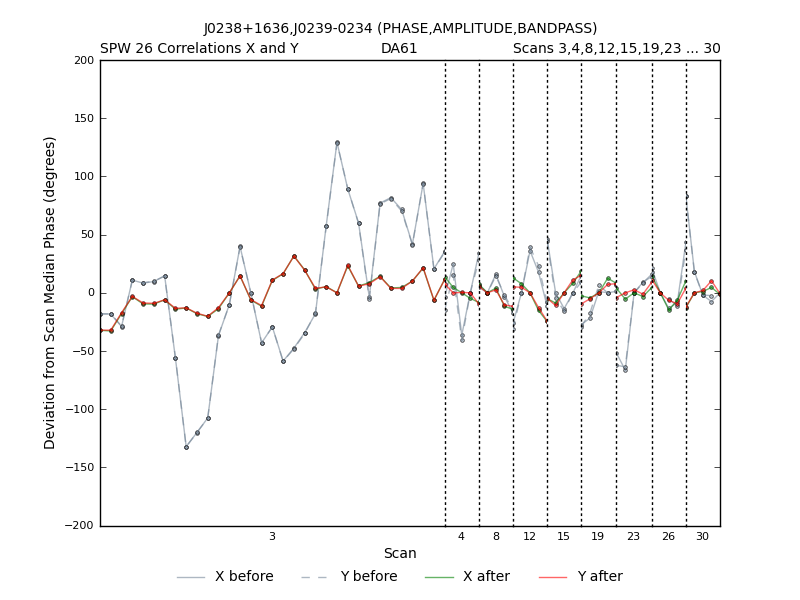 J0238+1636,J0239-0234 (PHASE,AMPLITUDE,BANDPASS)
SPW 26 Correlations X and Y DA61 Scans 3,4,8,12,15,19,23 ... 30
200
150
100
50
0
−50
−100
−150
−200
Deviation from Scan Median Phase (degrees)
3 4 8 12 15 19 23 26 30
Scan
X before Y before X after Y after